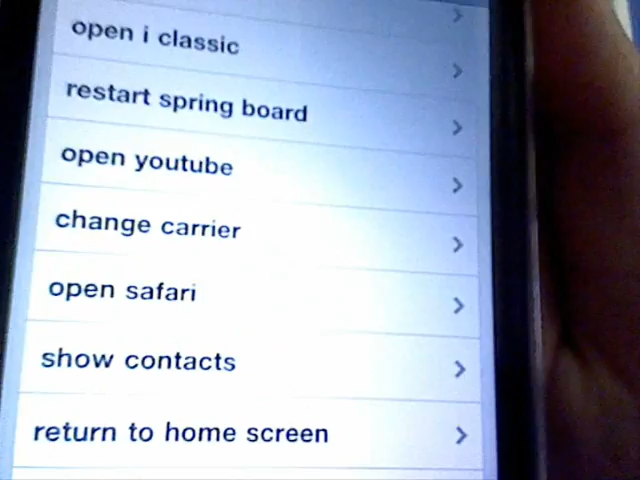 open i classic
restart spring board
open youtube
change carrier
open safari
show contacts
return to home screen